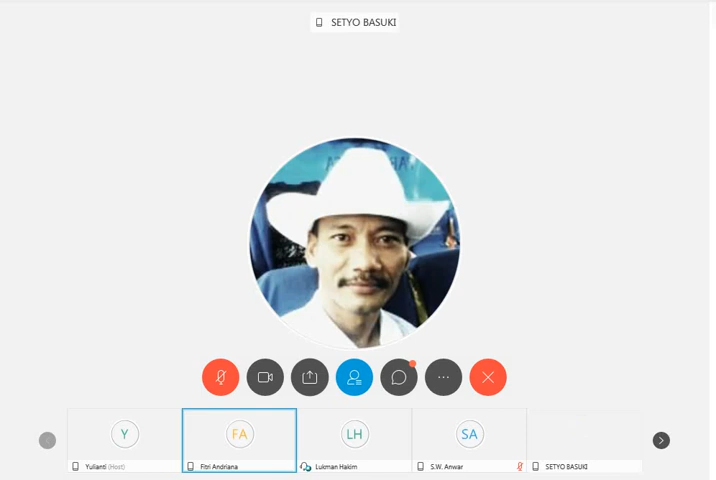 SETYO BASUKI
Y
FA
LH
SA
Yulianti (Host)
Fitri Andriana
Lukman Hakim
S.W. Anwar
SETYO BASUKI